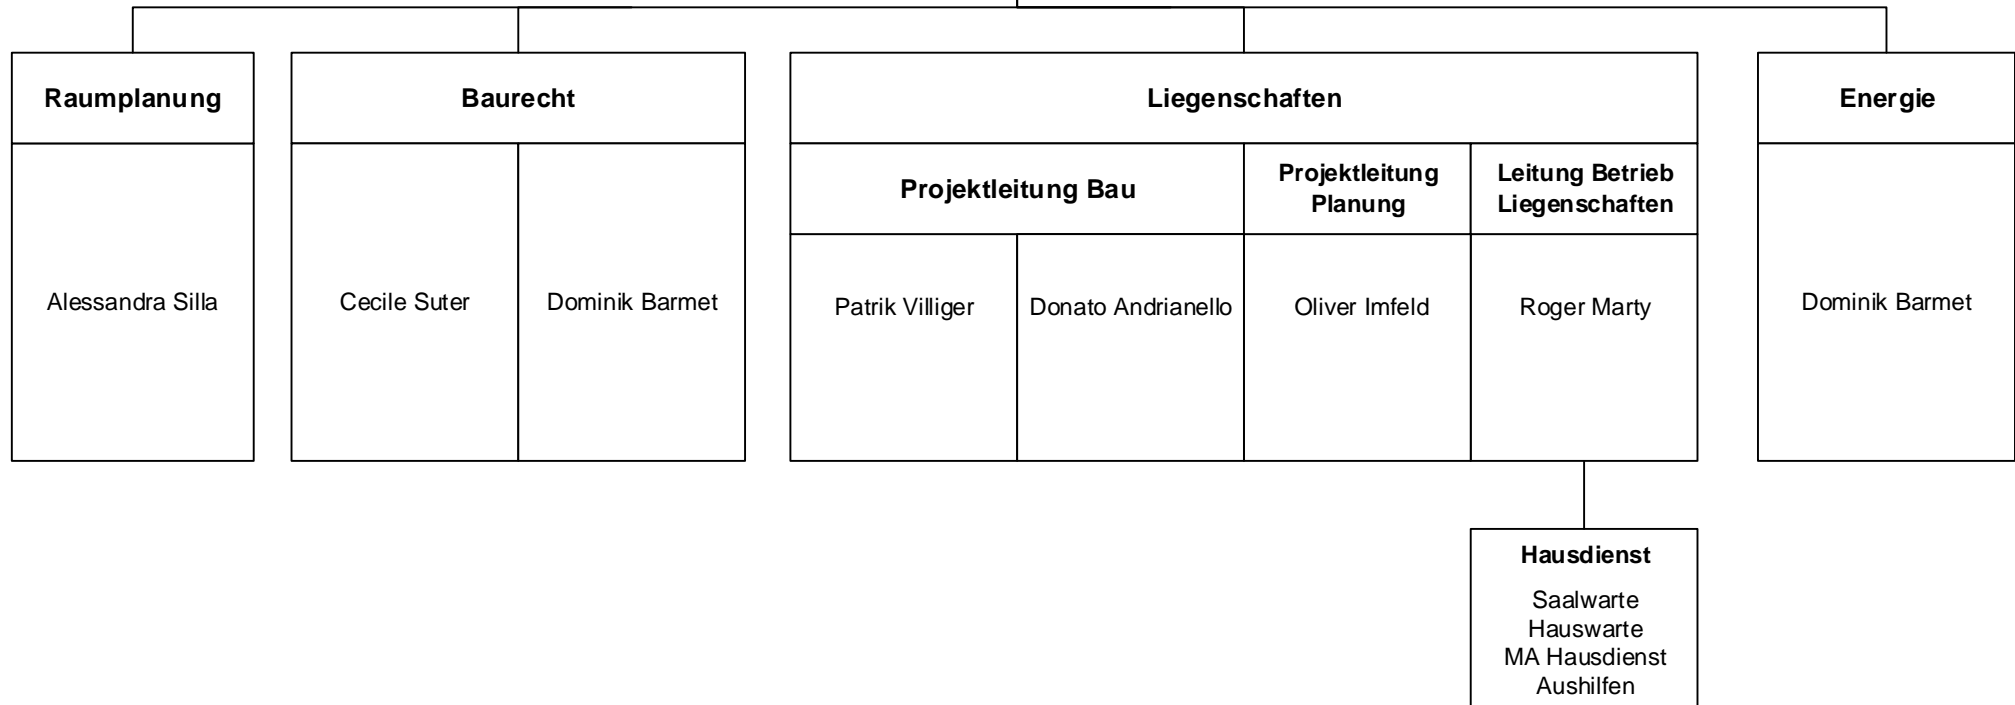 Raumplanung
Baurecht
Liegenschaften
Energie
Projektleitung Bau
Projektleitung
Planung
Leitung Betrieb
Liegenschaften
Alessandra Silla
Cecile Suter
Dominik Barmet
Patrik Villiger
Donato Andrianello
Oliver Imfeld
Roger Marty
Dominik Barmet
Hausdienst
Saalwarte
Hauswarte
MA Hausdienst
Aushilfen